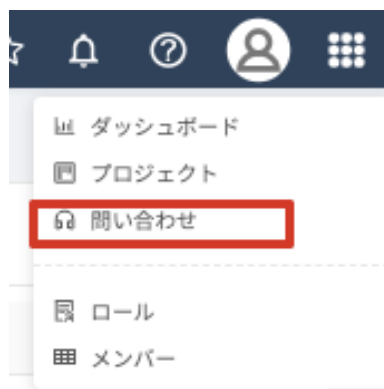 ダッシュボード
プロジェクト
問い合わせ
ロール
メンバー